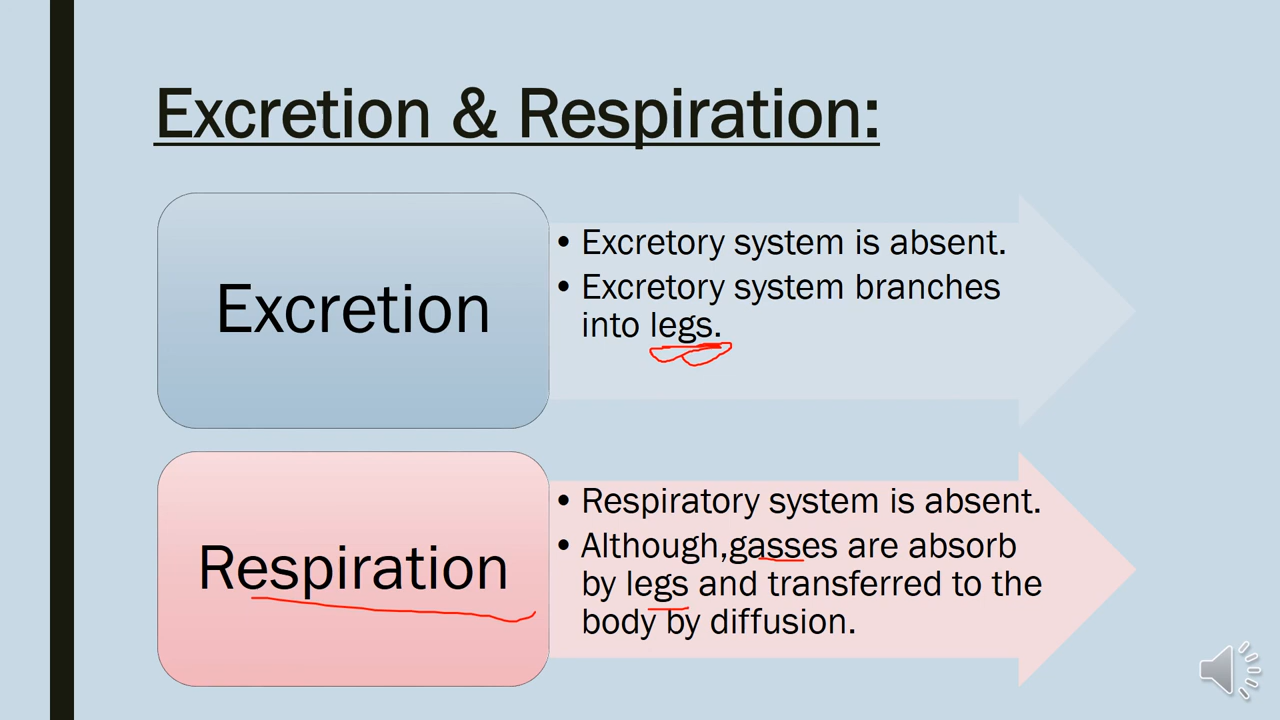 Excretion & Respiration:
Excretion
• Excretory system is absent.
• Excretory system branches
into legs.
Respiration
• Respiratory system is absent.
• Although,gasses are absorb
by legs and transferred to the
body by diffusion.